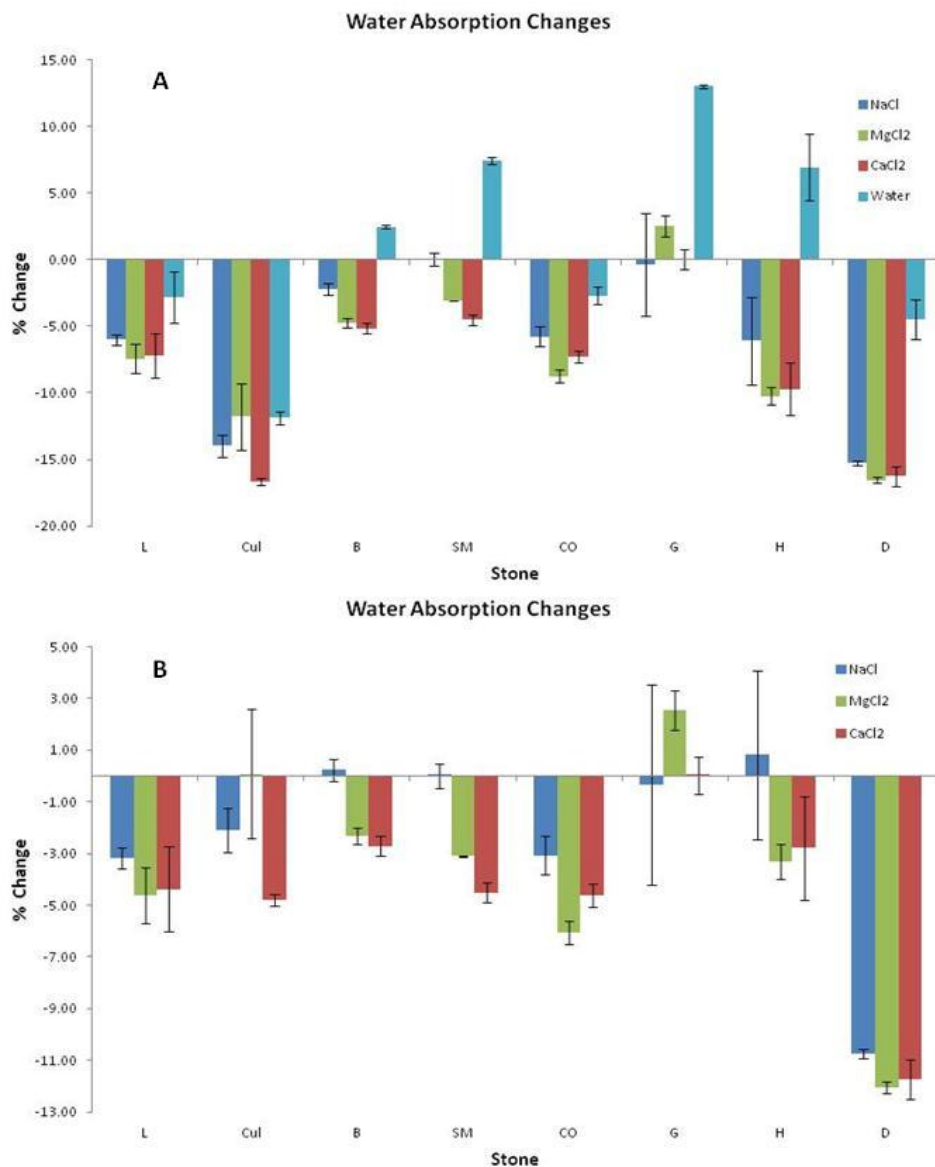 Water Absorption Changes
A
15.00
10.00
5.00
0.00
-5.00
-10.00
-15.00
-20.00
% Change
NaCl
MgCl2
CaCl2
Water
L Cul B SM CO G H D
Stone
Water Absorption Changes
B
5.00
3.00
1.00
-1.00
-3.00
-5.00
-7.00
-9.00
-11.00
-13.00
% Change
NaCl
MgCl2
CaCl2
L Cul B SM CO G H D
Stone